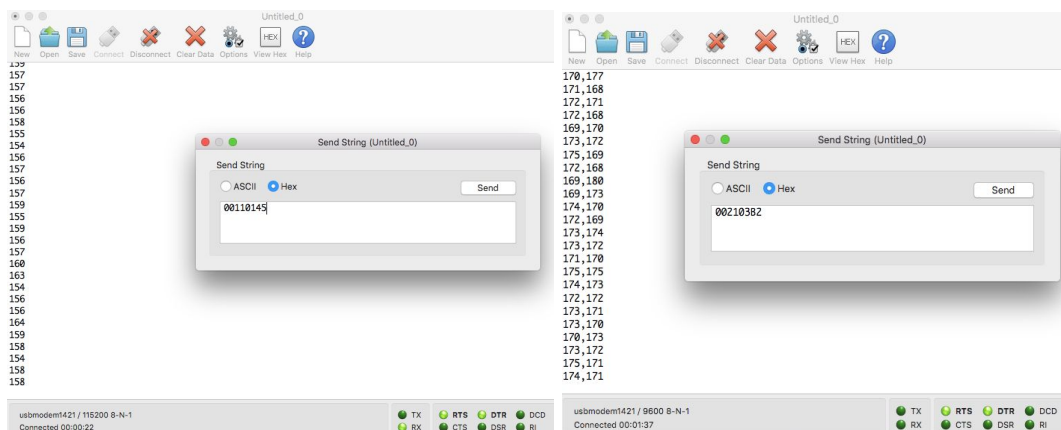 Untitled_0
New Open Save Connect Disconnect Clear Data Options View Hex Help
HEX
159
157
157
156
156
158
155
154
156
157
156
157
159
155
159
156
157
160
163
154
156
156
164
159
158
154
158
158
Send String (Untitled_0)
Send String
ASCII Hex
Send
00110145
usbmodem1421 / 115200 8-N-1
Connected 00:00:22
TX RTS DTR DCD
RX CTS DSR RI
Untitled_0
HEX
New Open Save Connect Disconnect Clear Data Options View Hex Help
170,177
171,168
172,171
172,168
169,170
173,172
175,169
172,168
169,180
169,173
174,170
172,169
173,174
173,172
171,170
175,175
174,173
172,172
173,171
173,170
170,173
173,172
175,171
174,171
Send String (Untitled_0)
Send String
ASCII Hex
Send
002103B2
usbmodem1421 / 9600 8-N-1
Connected 00:01:37
TX RTS DTR DCD
RX CTS DSR RI